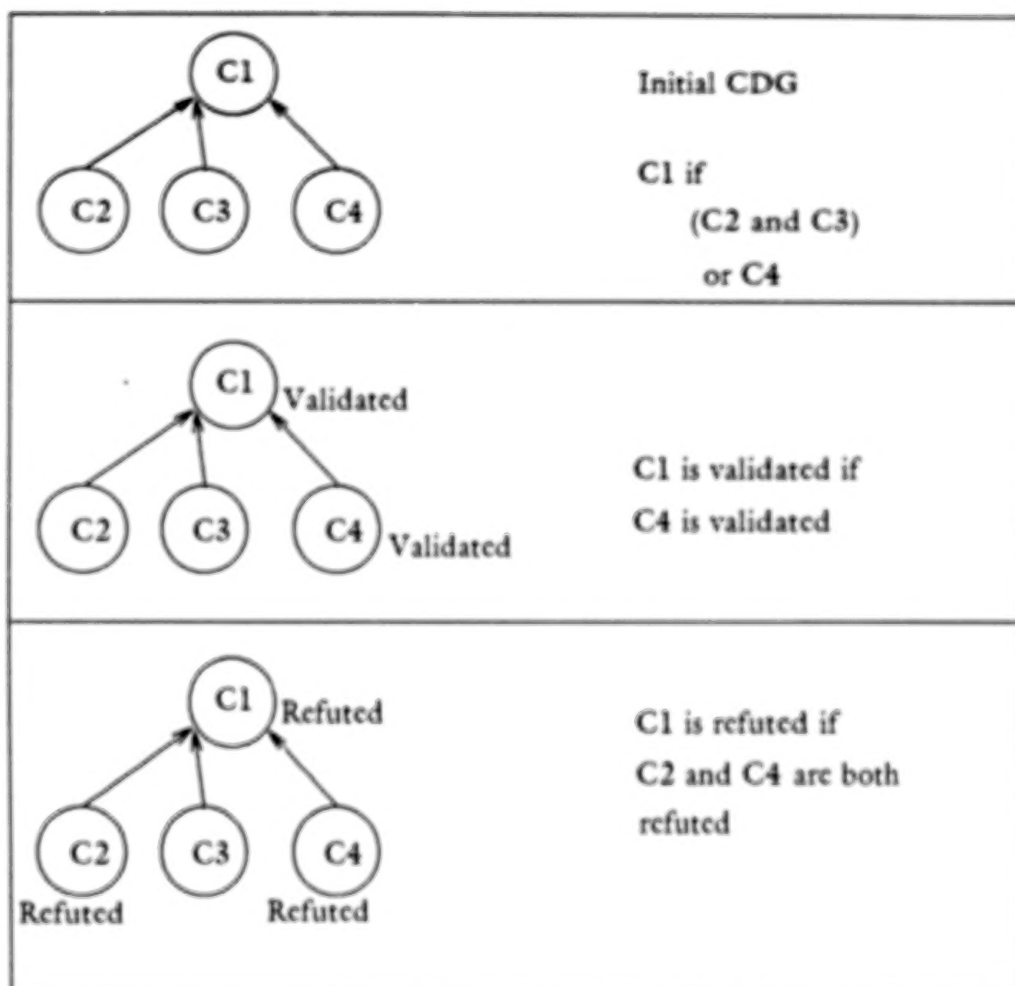 C1
C2 C3 C4
Initial CDG
C1 if
(C2 and C3)
or C4
C1
Validated
C2 C3 C4
Validated
C1 is validated if
C4 is validated
C1
Refuted
C2 C3 C4
Refuted
Refuted
C1 is refuted if
C2 and C4 are both
refuted